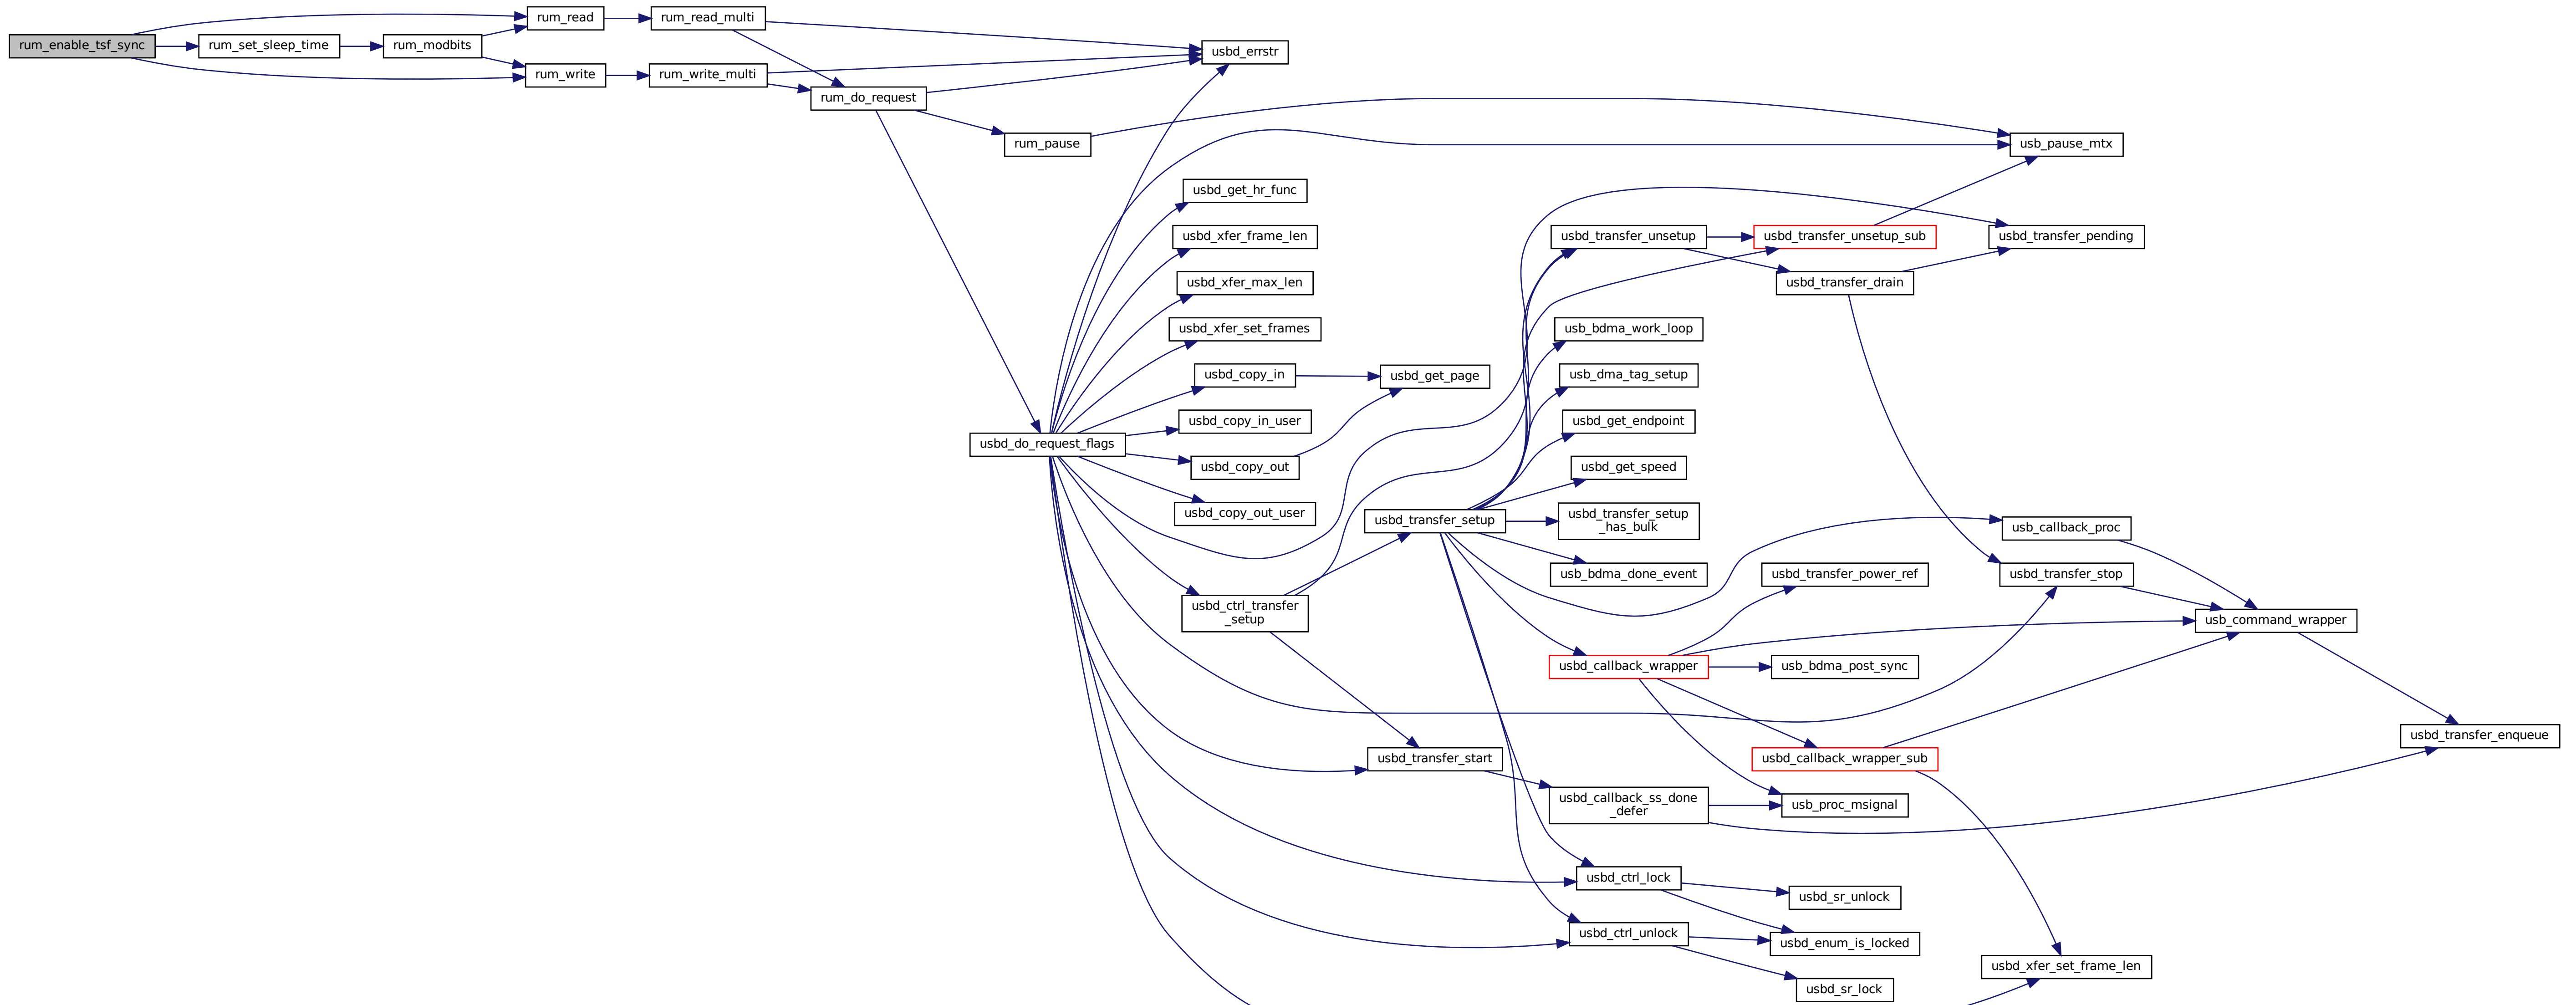 rum_enable_tsf_sync
rum_set_sleep_time
rum_modbits
rum_read
rum_write
rum_read_multi
rum_write_multi
rum_do_request
usbd_errstr
rum_pause
usbd_do_request_flags
usbd_get_hr_func
usbd_xfer_frame_len
usbd_xfer_max_len
usbd_xfer_set_frames
usbd_copy_in
usbd_copy_in_user
usbd_copy_out
usbd_copy_out_user
usbd_get_page
usbd_ctrl_transfer
_setup
usbd_transfer_setup
usbd_transfer_start
usbd_transfer_unsetup
usb_bdma_work_loop
usb_dma_tag_setup
usbd_get_endpoint
usbd_get_speed
usbd_transfer_setup
_has_bulk
usb_bdma_done_event
usbd_callback_wrapper
usbd_callback_ss_done
_defer
usbd_ctrl_lock
usbd_ctrl_unlock
usbd_transfer_unsetup_sub
usbd_transfer_drain
usbd_transfer_power_ref
usb_bdma_post_sync
usbd_callback_wrapper_sub
usb_proc_msignal
usbd_sr_unlock
usbd_enum_is_locked
usbd_sr_lock
usb_pause_mtx
usbd_transfer_pending
usb_callback_proc
usbd_transfer_stop
usbd_xfer_set_frame_len
usb_command_wrapper
usbd_transfer_enqueue